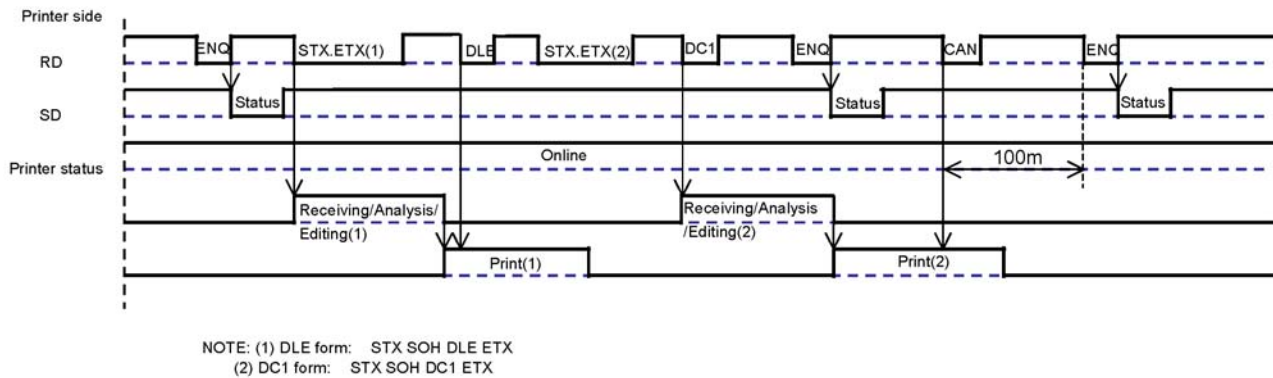 Printer side
RD
ENQ
STX.ETX(1)
DLE
STX.ETX(2)
DC1
ENQ
CAN
ENQ
SD
Status
Status
Status
Printer status
Online
100m
Receiving/Analysis/
Editing(1)
Receiving/Analysis
/Editing(2)
Print(1)
Print(2)
NOTE: (1) DLE form: STX SOH DLE ETX
(2) DC1 form: STX SOH DC1 ETX